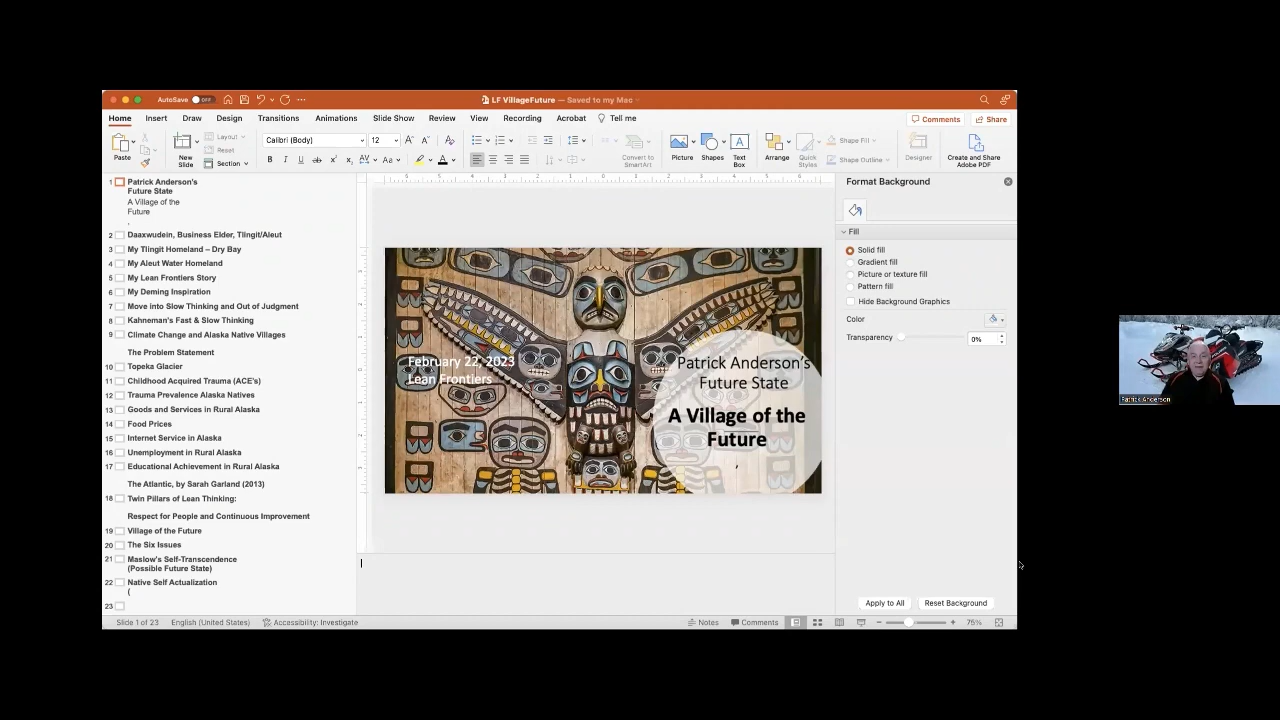 AutoSave OFF
LF VillageFuture — Saved to my Mac
Home Insert Draw Design Transitions Animations Slide Show Review View Recording Acrobat Tell me
Comments Share
Paste
New Slide
Layout
Reset
Section
Calibri (Body) 12
Convert to SmartArt
Picture
Shapes
Text Box
Arrange
Quick Styles
Shape Fill
Shape Outline
Designer
Create and Share Adobe PDF
1 Patrick Anderson's
Future State
A Village of the
Future
.
2 Daaxwudein, Business Elder, Tlingit/Aleut
3 My Tlingit Homeland – Dry Bay
4 My Aleut Water Homeland
5 My Lean Frontiers Story
6 My Deming Inspiration
7 Move into Slow Thinking and Out of Judgment
8 Kahneman's Fast & Slow Thinking
9 Climate Change and Alaska Native Villages
The Problem Statement
10 Topeka Glacier
11 Childhood Acquired Trauma (ACE's)
12 Trauma Prevalence Alaska Natives
13 Goods and Services in Rural Alaska
14 Food Prices
15 Internet Service in Alaska
16 Unemployment in Rural Alaska
17 Educational Achievement in Rural Alaska
The Atlantic, by Sarah Garland (2013)
18 Twin Pillars of Lean Thinking:
Respect for People and Continuous Improvement
19 Village of the Future
20 The Six Issues
21 Maslow's Self-Transcendence
(Possible Future State)
22 Native Self Actualization
(
23
February 22, 2023
Lean Frontiers
Patrick Anderson's
Future State
A Village of the
Future
Format Background
Fill
Solid fill
Gradient fill
Picture or texture fill
Pattern fill
Hide Background Graphics
Color
Transparency 0%
Apply to All Reset Background
Patrick Anderson
Slide 1 of 23 English (United States) Accessibility: Investigate Notes Comments 75%